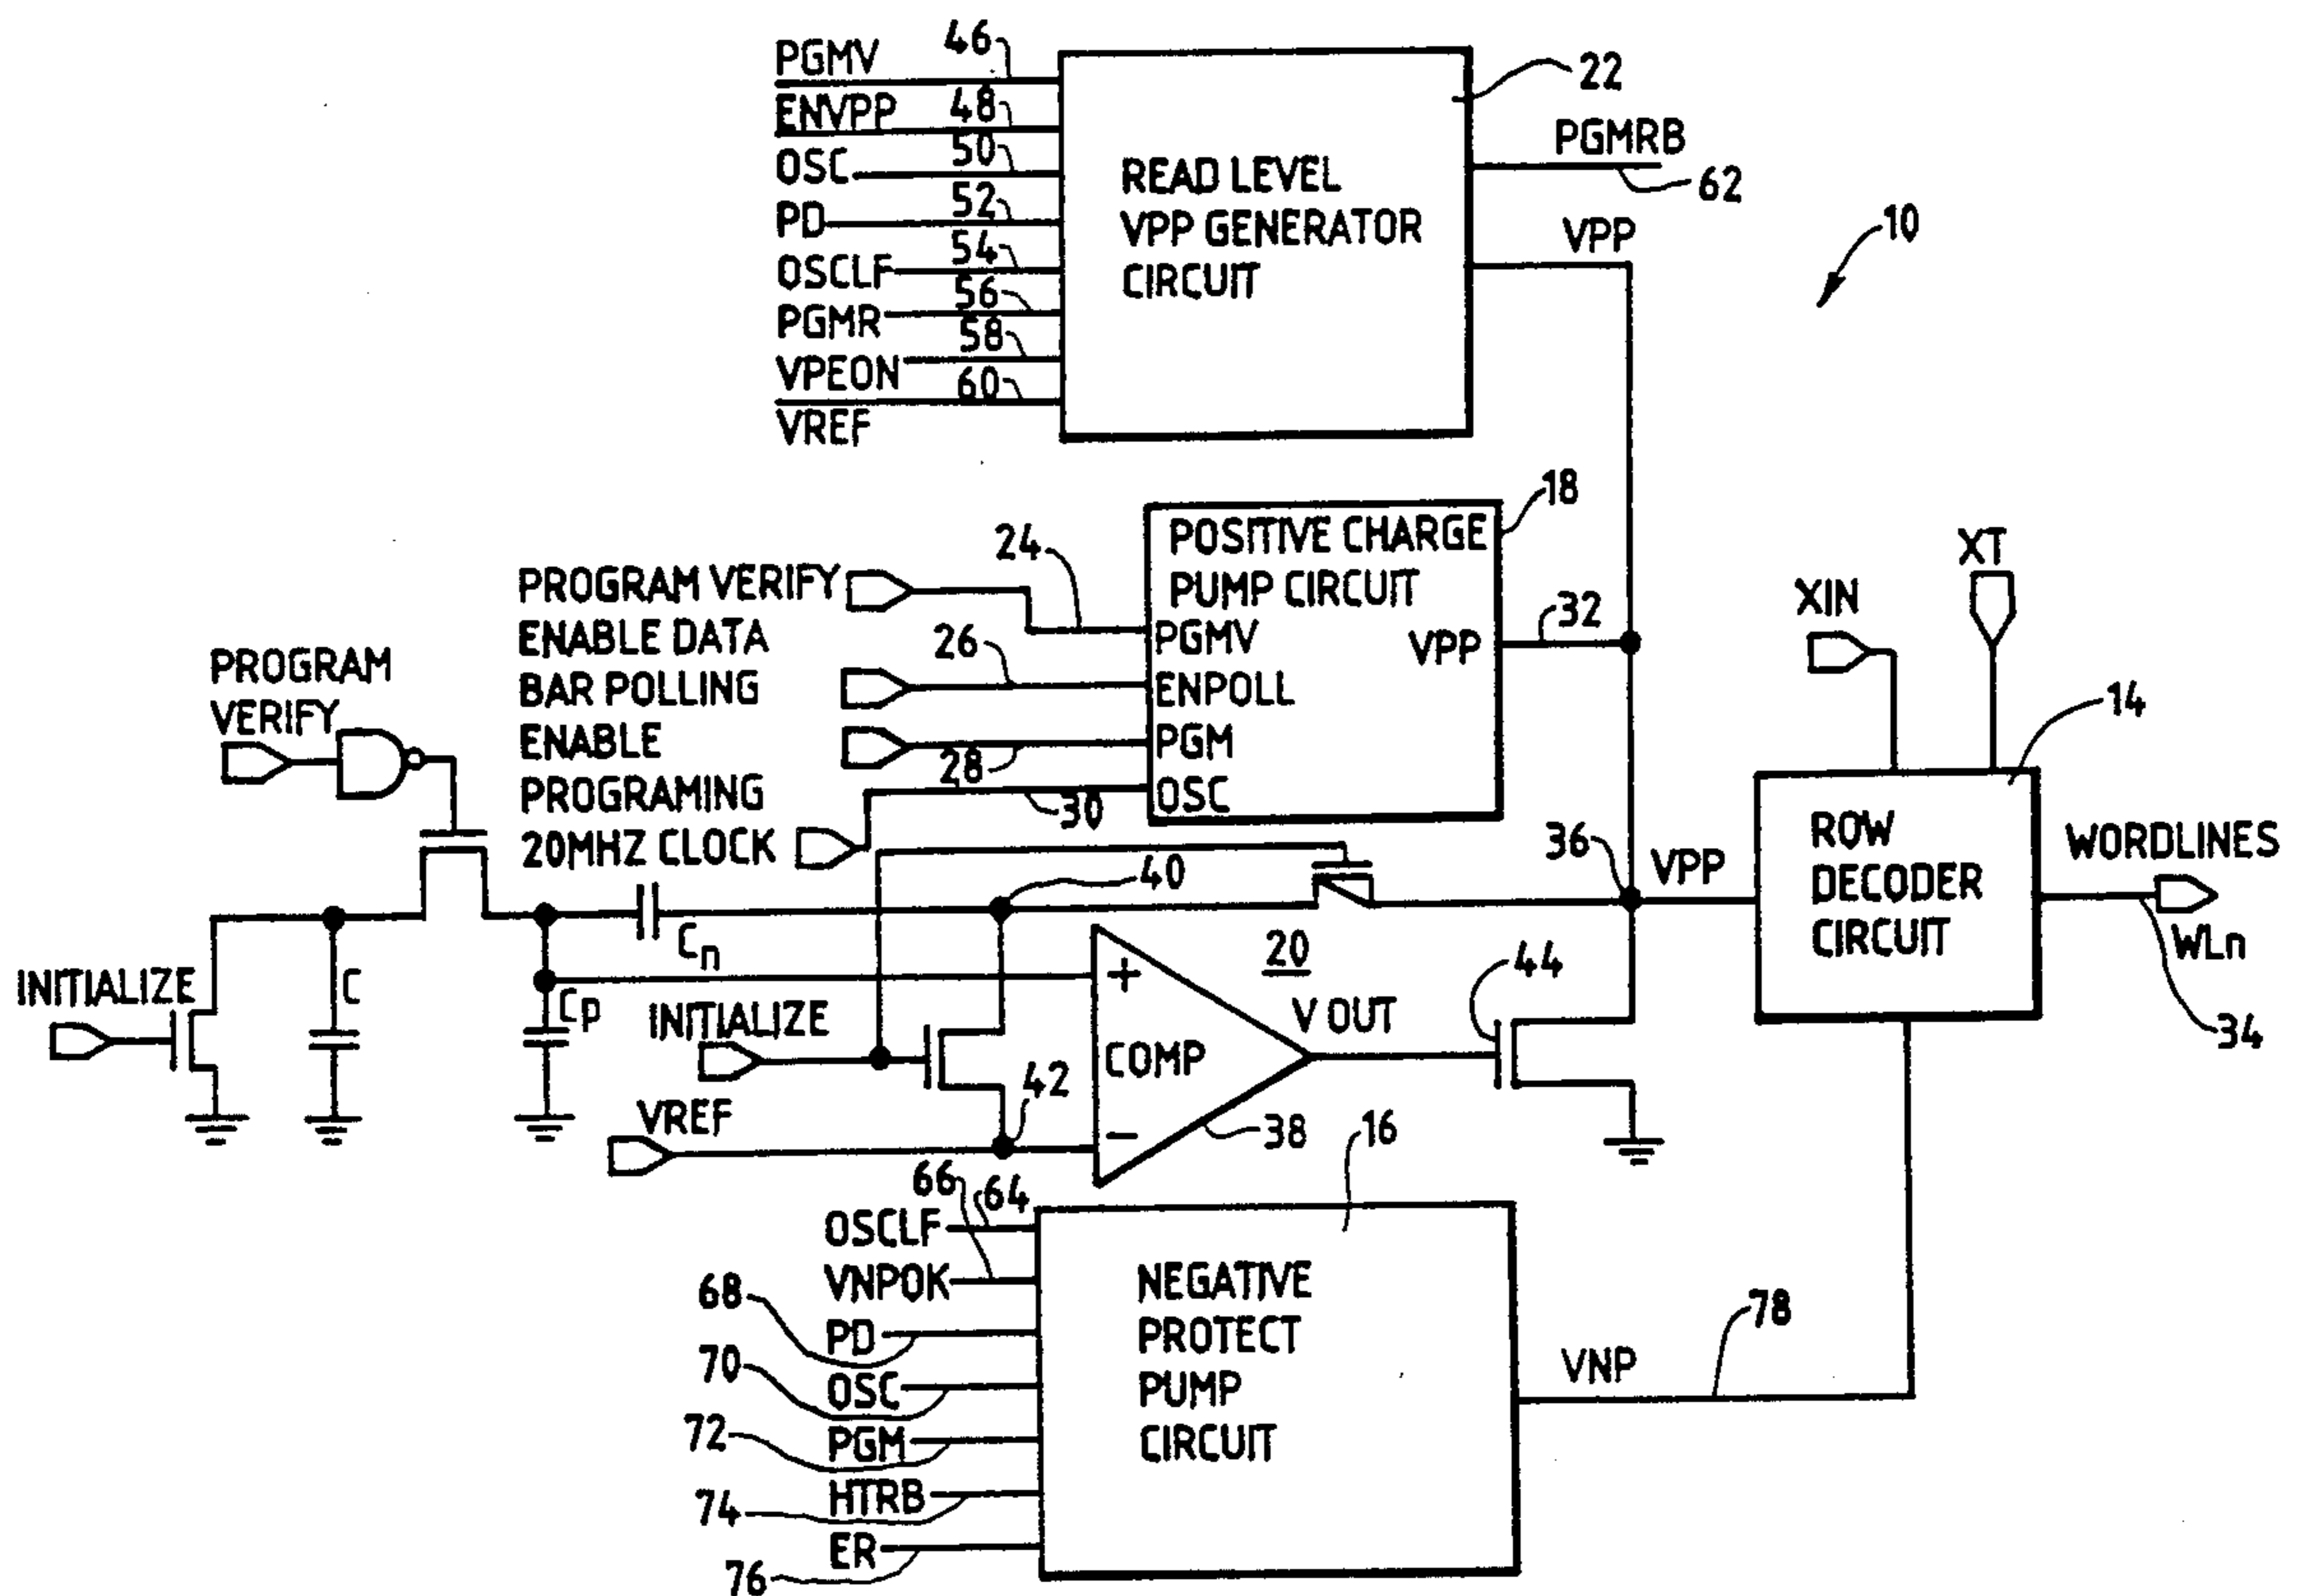 PGMV
46
ENVPP
48
OSC
50
PD
52
OSCLF
54
PGMR
56
VPEON
58
VREF
60
READ LEVEL
VPP GENERATOR
CIRCUIT
22
PGMRB
62
VPP
10
POSITIVE CHARGE
PUMP CIRCUIT
18
PROGRAM VERIFY
24
PGMV
ENABLE DATA
BAR POLLING
26
ENPOLL
ENABLE
PROGRAMING
28
PGM
20MHZ CLOCK
30
OSC
VPP
32
XIN
XT
14
PROGRAM
VERIFY
36
VPP
ROW
DECODER
CIRCUIT
WORDLINES
WLn
34
40
Cn
INITIALIZE
C
Cp
INITIALIZE
20
V OUT
44
+
COMP
-
38
42
VREF
16
66
64
OSCLF
VNPOK
68
PD
70
OSC
72
PGM
74
HTRB
76
ER
NEGATIVE
PROTECT
PUMP
CIRCUIT
VNP
78